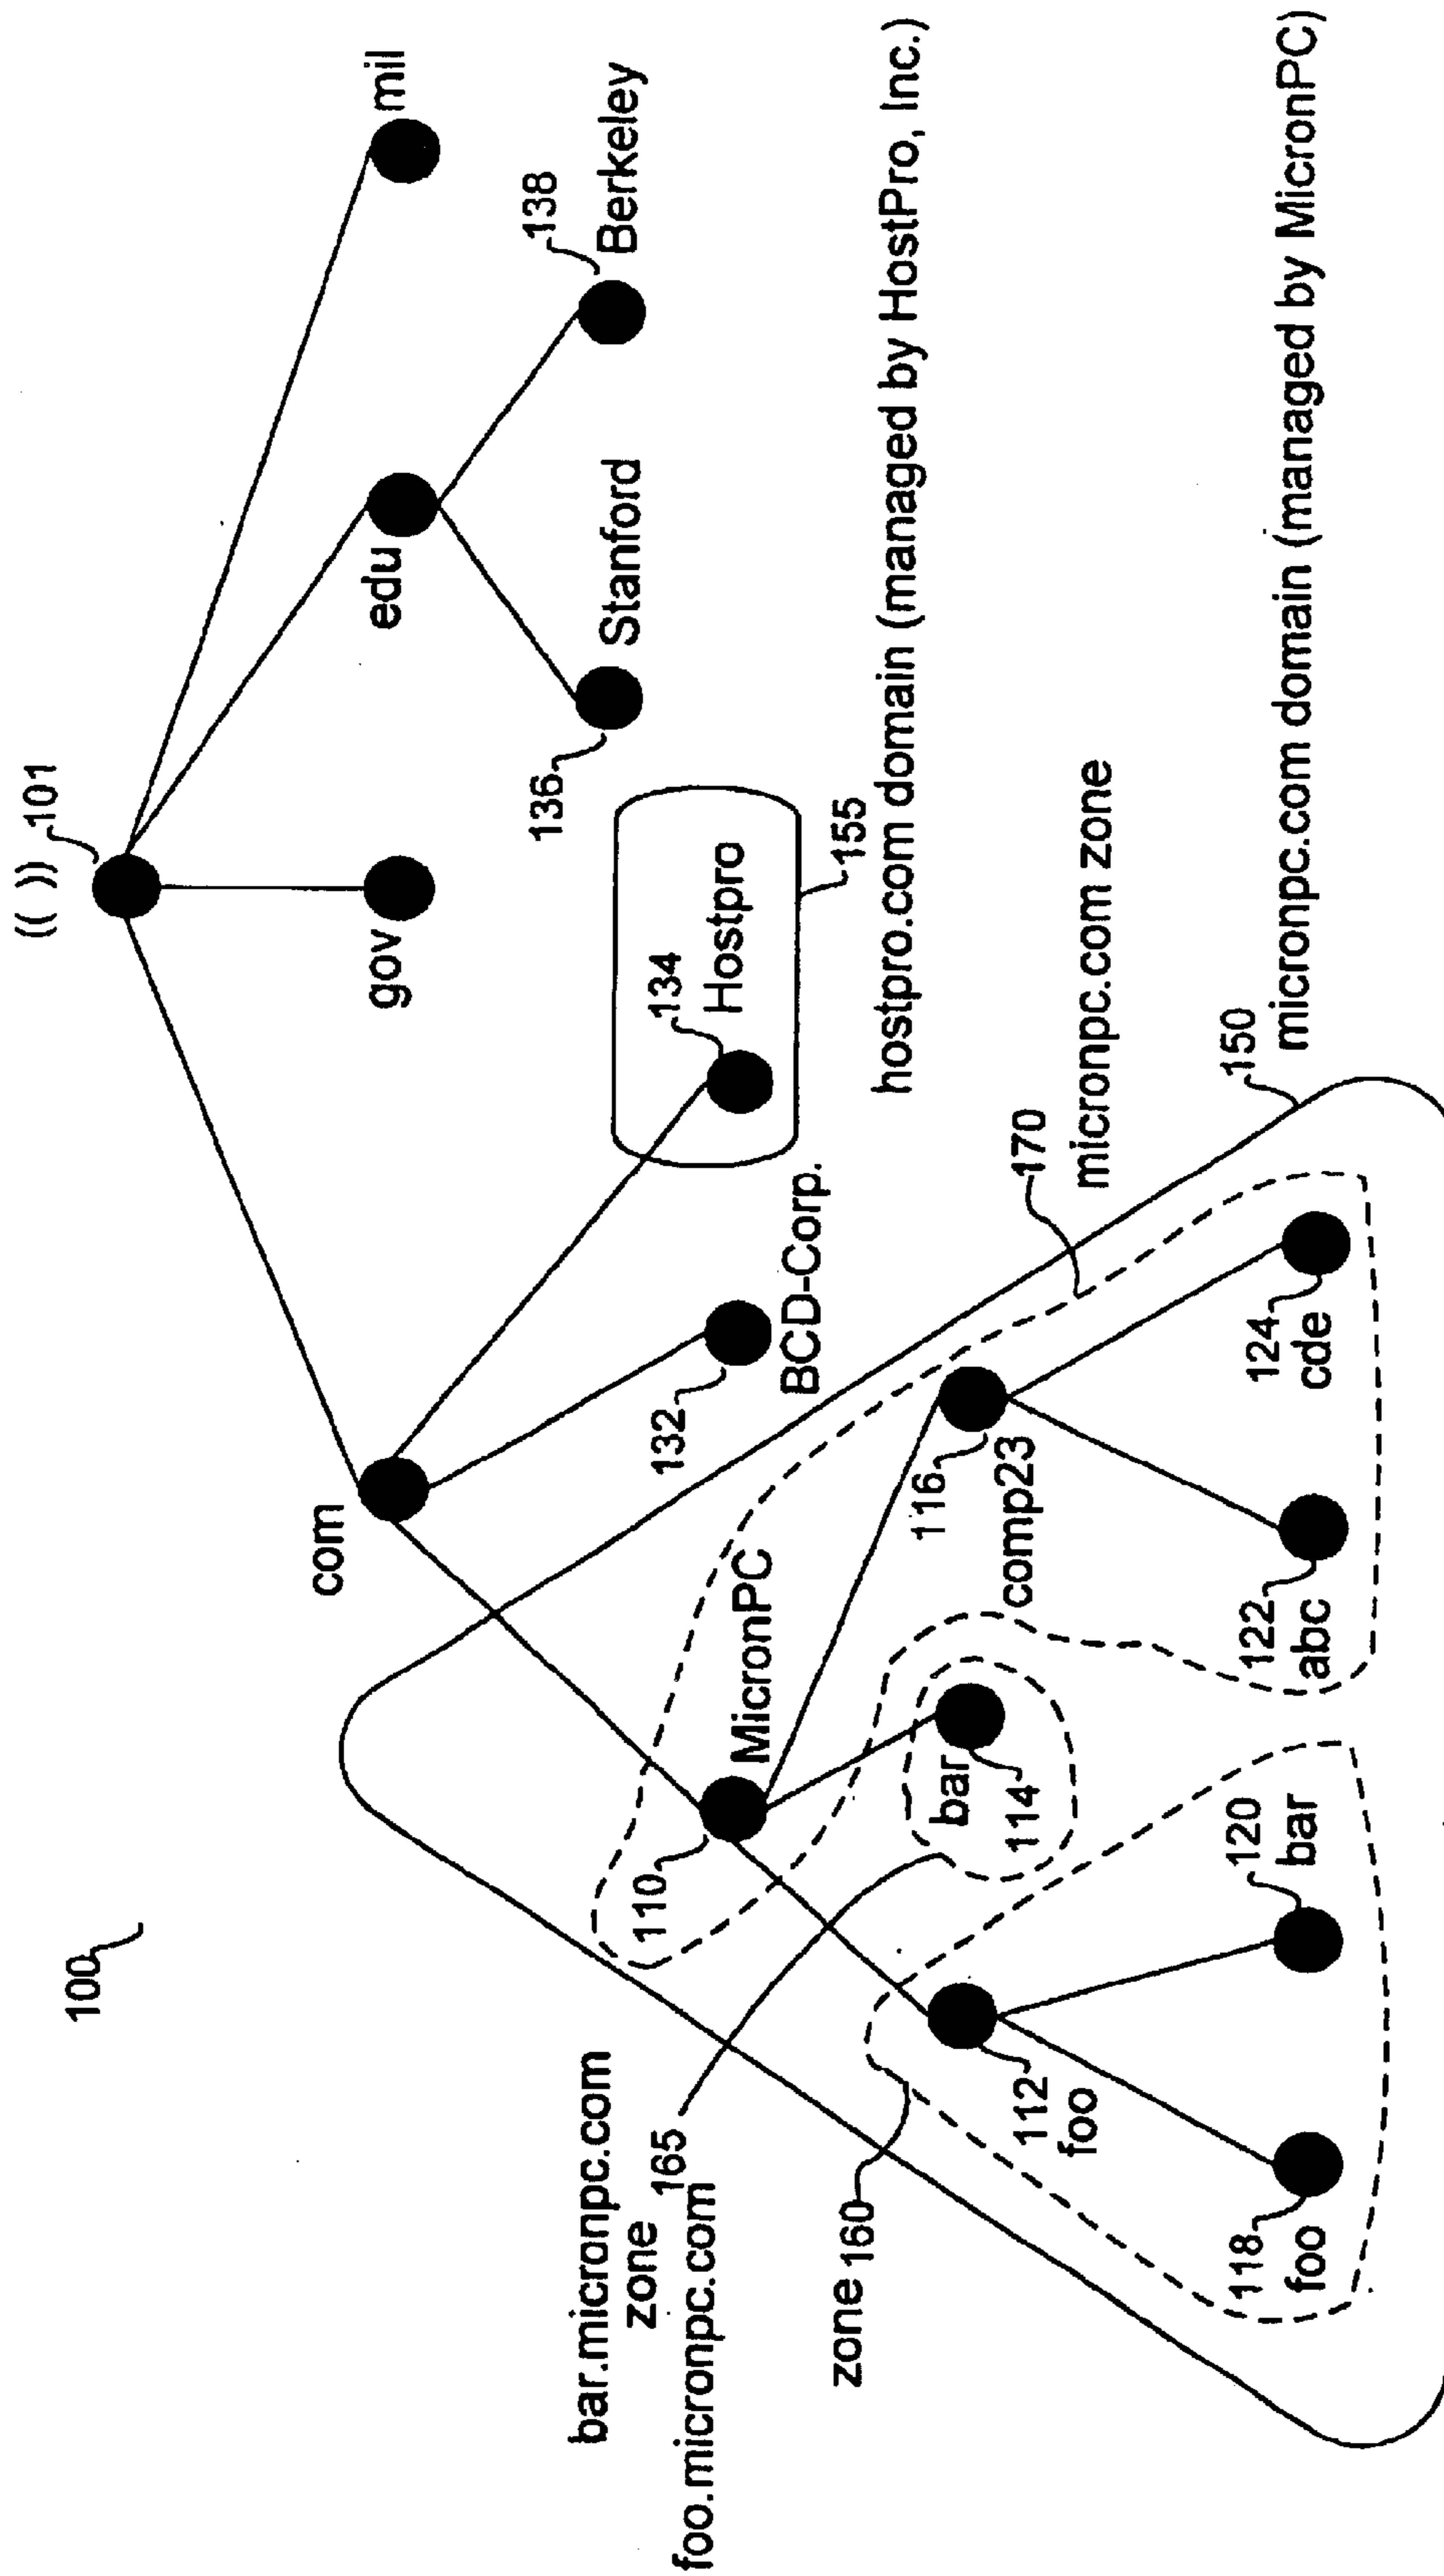 100
(( )) 101
com
gov
edu
mil
MicronPC
110
132
BCD-Corp.
134
Hostpro
155
136
Stanford
138
Berkeley
hostpro.com domain (managed by HostPro, Inc.)
bar.micronpc.com
zone
165
foo.micronpc.com
zone 160
112
foo
bar
114
116
comp23
170
micronpc.com zone
118
foo
120
bar
122
abc
124
cde
150
micronpc.com domain (managed by MicronPC)